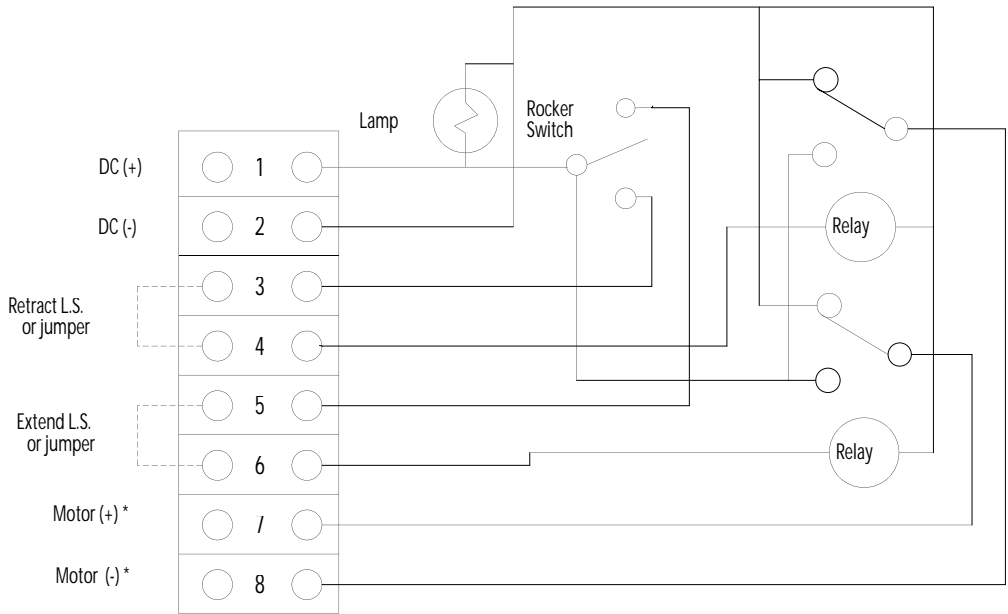 Lamp
Rocker
Switch
DC (+)
1
DC (-)
2
Relay
3
Retract L.S.
or jumper
4
5
Extend L.S.
or jumper
6
Relay
Motor (+) *
7
Motor (-) *
8